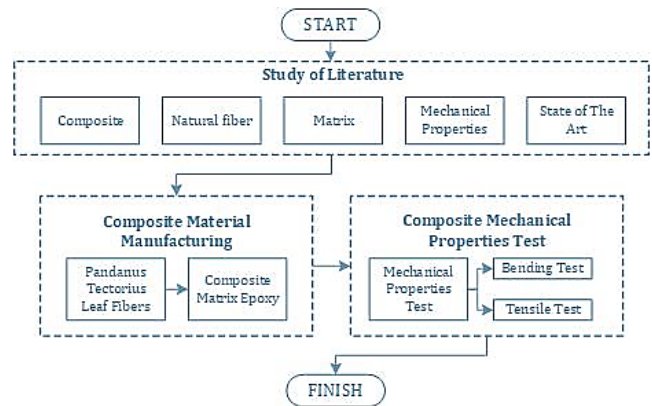 START
Study of Literature
Composite
Natural fiber
Matrix
Mechanical
Properties
State of The
Art
Composite Material
Manufacturing
Pandanus
Tectorius
Leaf Fibers
Composite
Matrix Epoxy
Composite Mechanical
Properties Test
Mechanical
Properties
Test
Bending Test
Tensile Test
FINISH